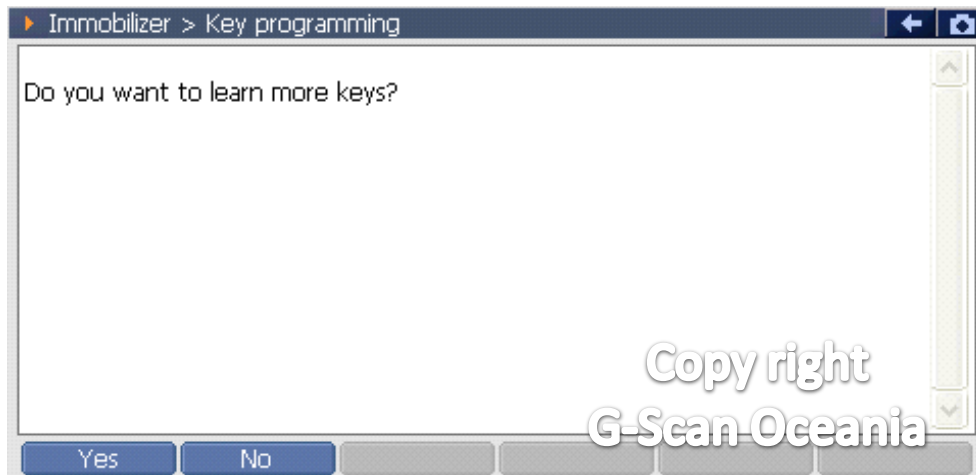 Immobilizer > Key programming
Do you want to learn more keys?
Copy right
G-Scan Oceania
Yes
No